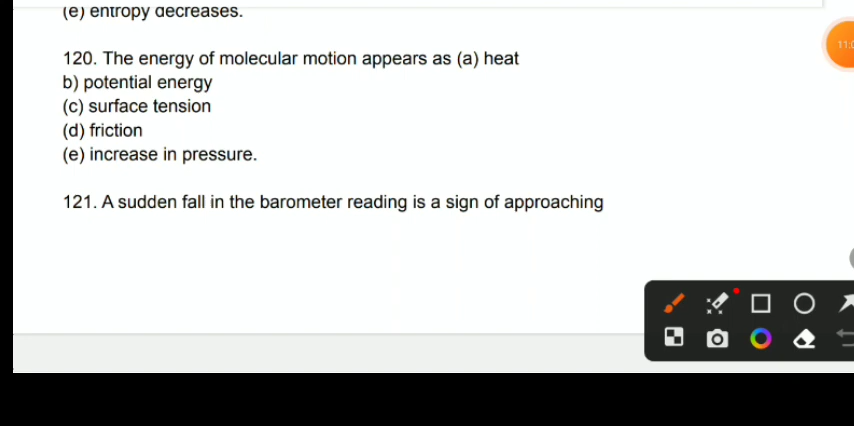 (e) entropy decreases.
120. The energy of molecular motion appears as (a) heat
b) potential energy
(c) surface tension
(d) friction
(e) increase in pressure.
121. A sudden fall in the barometer reading is a sign of approaching